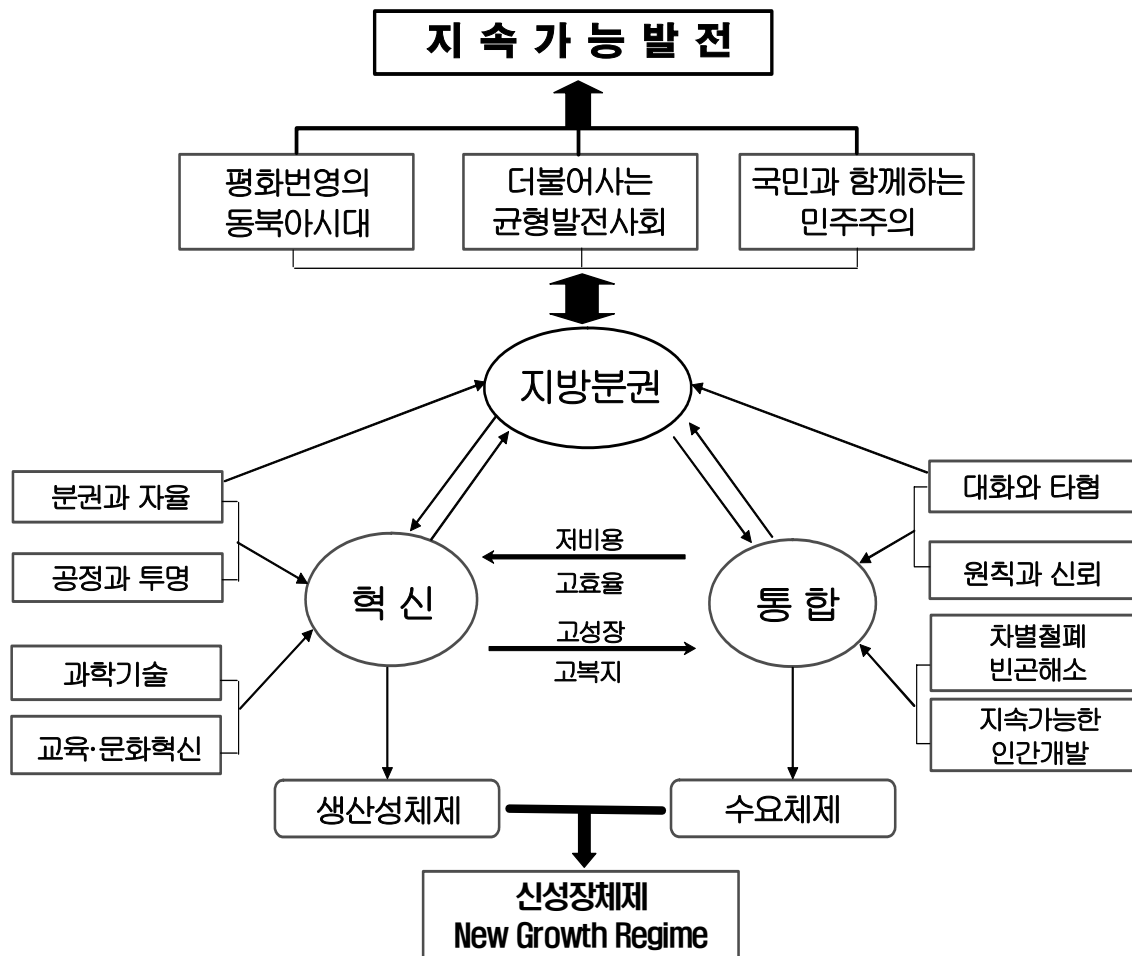 지속가능발전
평화번영의
동북아시대
더불어사는
균형발전사회
국민과 함께하는
민주주의
지방분권
분권과 자율
공정과 투명
과학기술
교육·문화혁신
혁 신
저비용
고효율
고성장
고복지
통 합
대화와 타협
원칙과 신뢰
차별철폐
빈곤해소
지속가능한
인간개발
생산성체제
수요체제
신성장체제
New Growth Regime